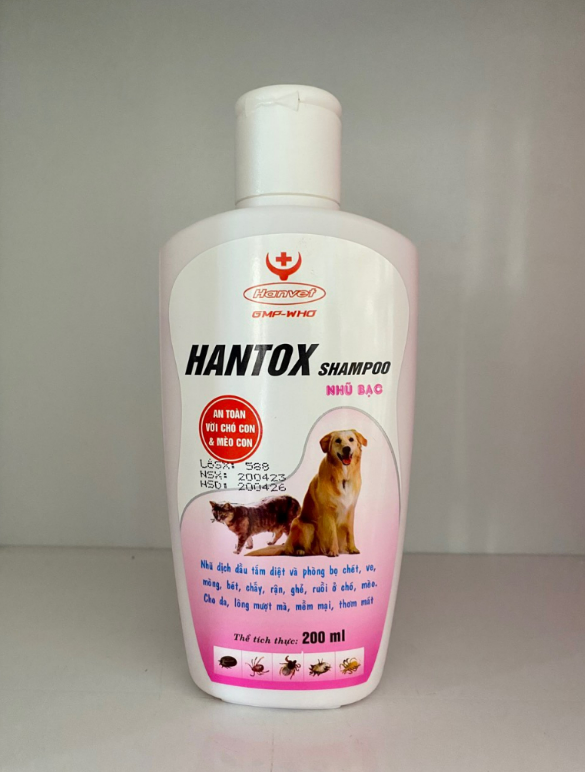 Hanvet
GMP-WHO
HANTOX SHAMPOO
NHŨ BẠC
AN TOÀN
VỚI CHÓ CON
& MÈO CON
LôSX: 588
NSX: 200423
HSD: 200426
Nhũ dịch dầu tắm diệt và phòng bọ chét, ve,
mòng, bét, chấy, rận, ghẻ, ruồi ở chó, mèo.
Cho da, lông mượt mà, mềm mại, thơm mát
Thể tích thực: 200 ml